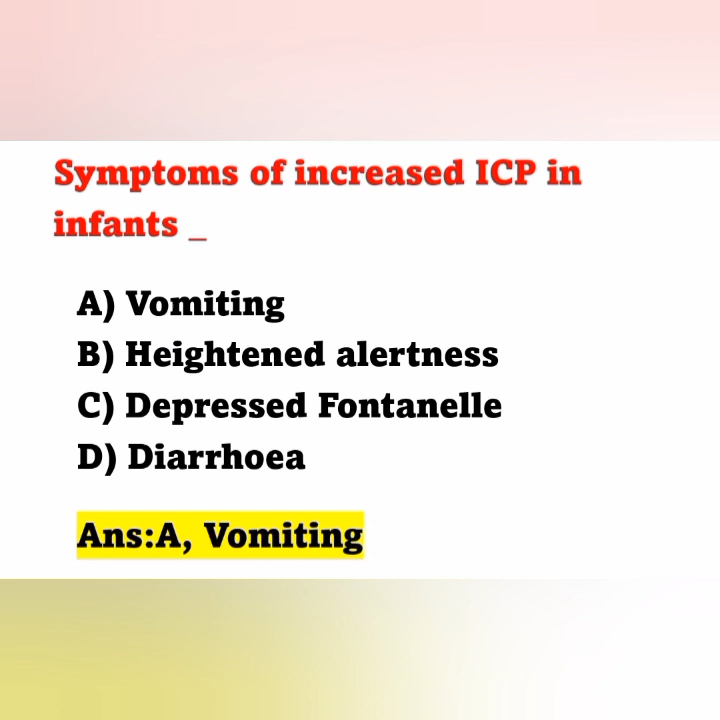 Symptoms of increased ICP in
infants _
A) Vomiting
B) Heightened alertness
C) Depressed Fontanelle
D) Diarrhoea
Ans:A, Vomiting